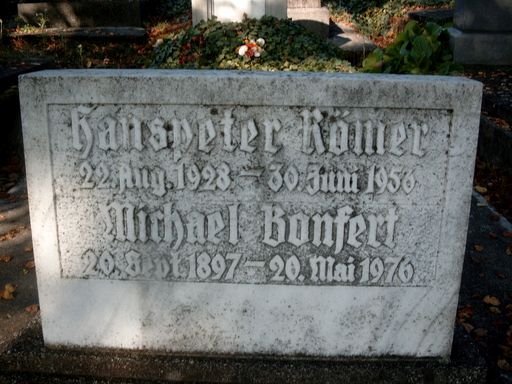 Hanspeter Römer
22. Aug. 1928 – 30. Juni 1956
Michael Bonfert
20. Sept. 1897 – 20. Mai 1976